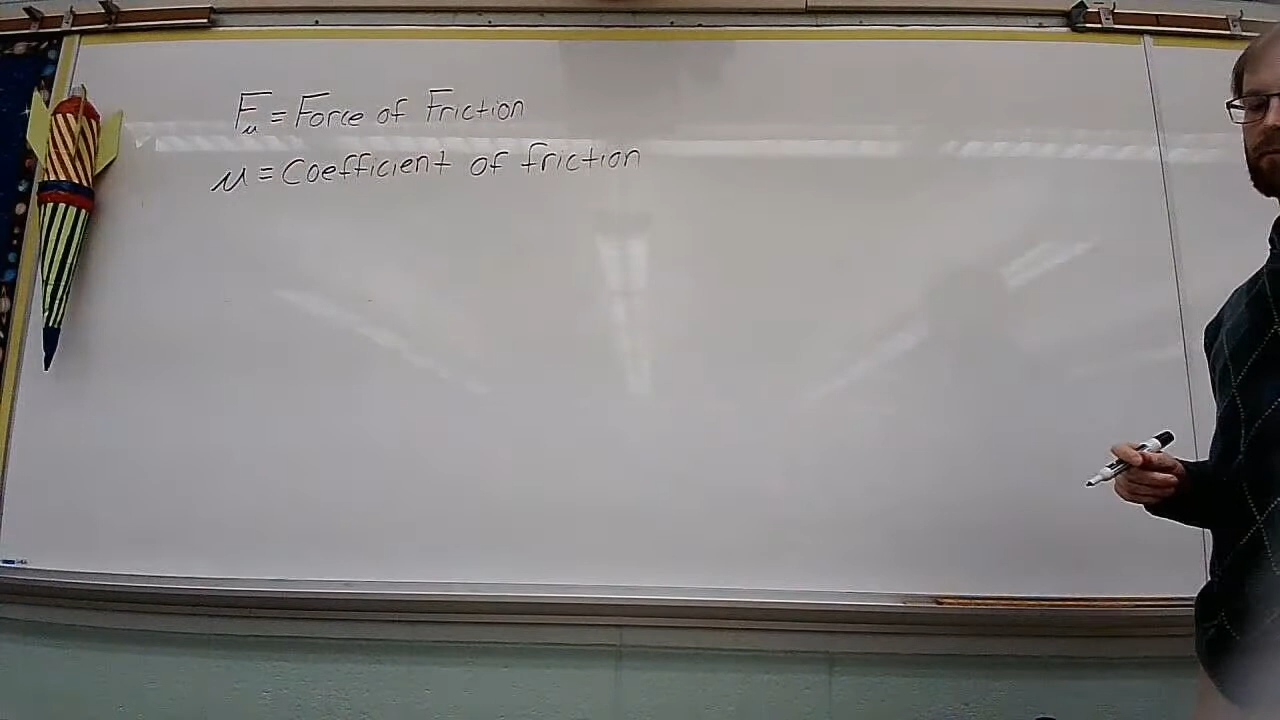 Fμ = Force of Friction
μ = Coefficient of friction